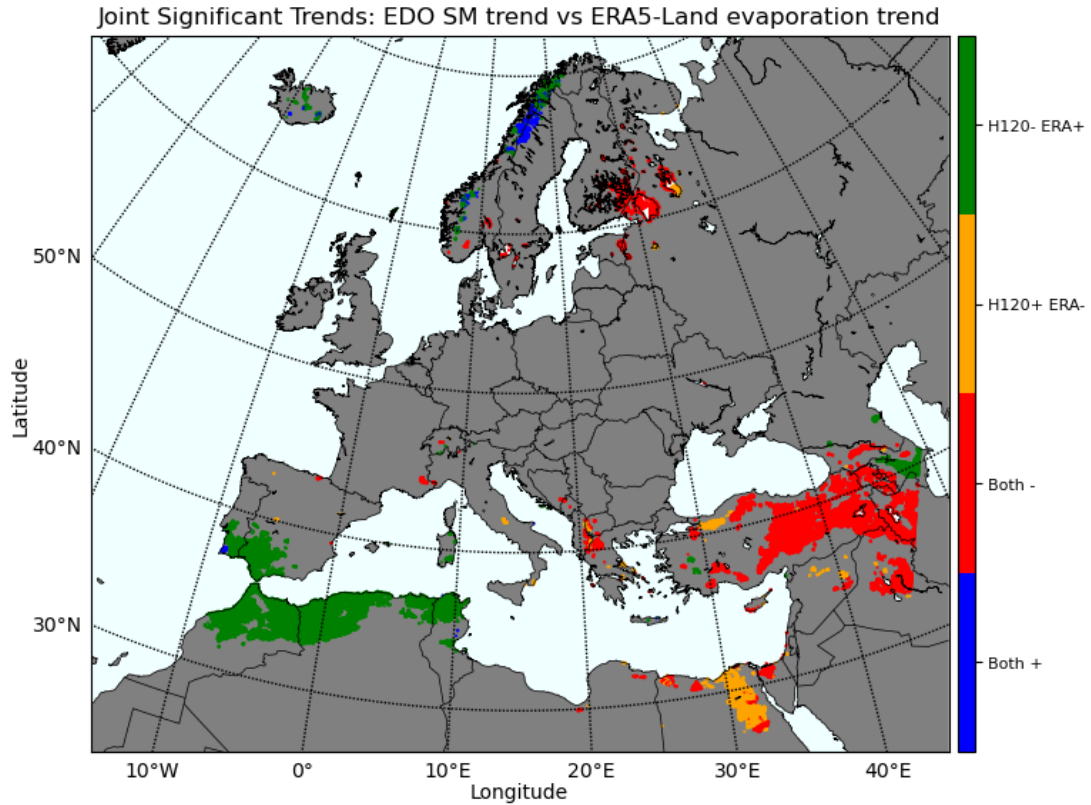 Joint Significant Trends: EDO SM trend vs ERA5-Land evaporation trend
H120- ERA+
H120+ ERA-
Both -
Both +
50°N
40°N
30°N
Latitude
10°W 0° 10°E 20°E 30°E 40°E
Longitude